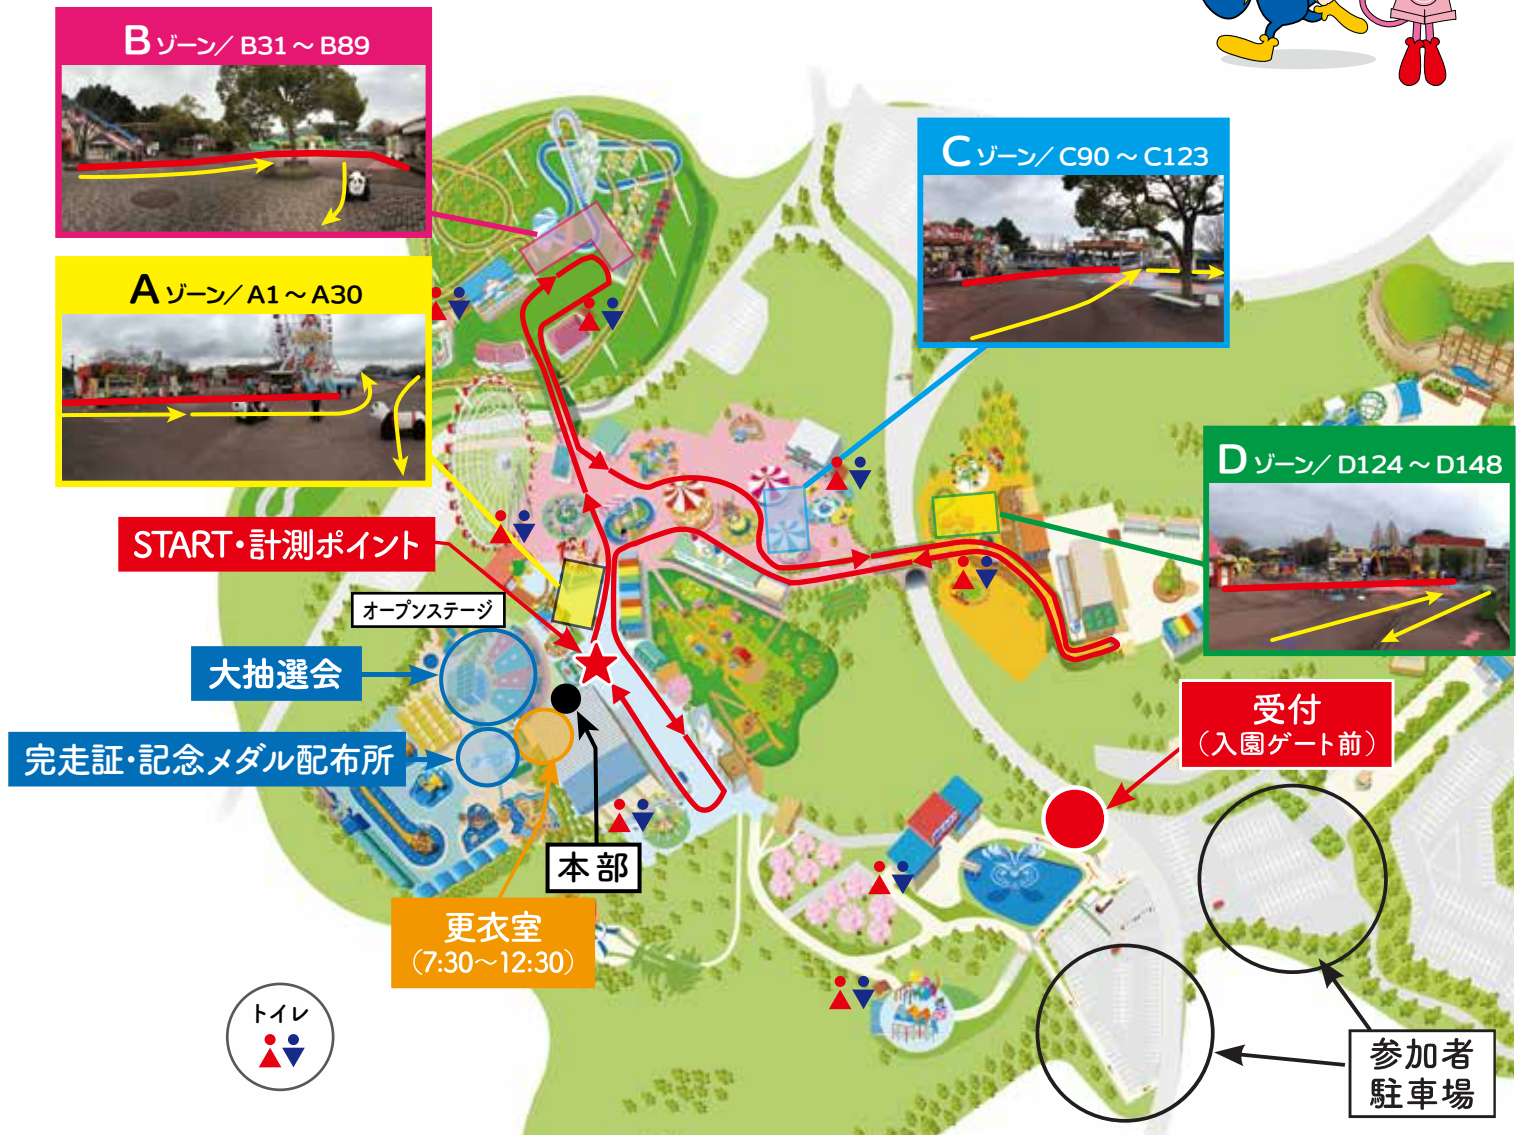 Bゾーン／B31～B89
Cゾーン／C90～C123
Aゾーン／A1～A30
Dゾーン／D124～D148
START・計測ポイント
オープンステージ
大抽選会
完走証・記念メダル配布所
受付
（入園ゲート前）
本部
更衣室
（7:30～12:30）
トイレ
参加者
駐車場